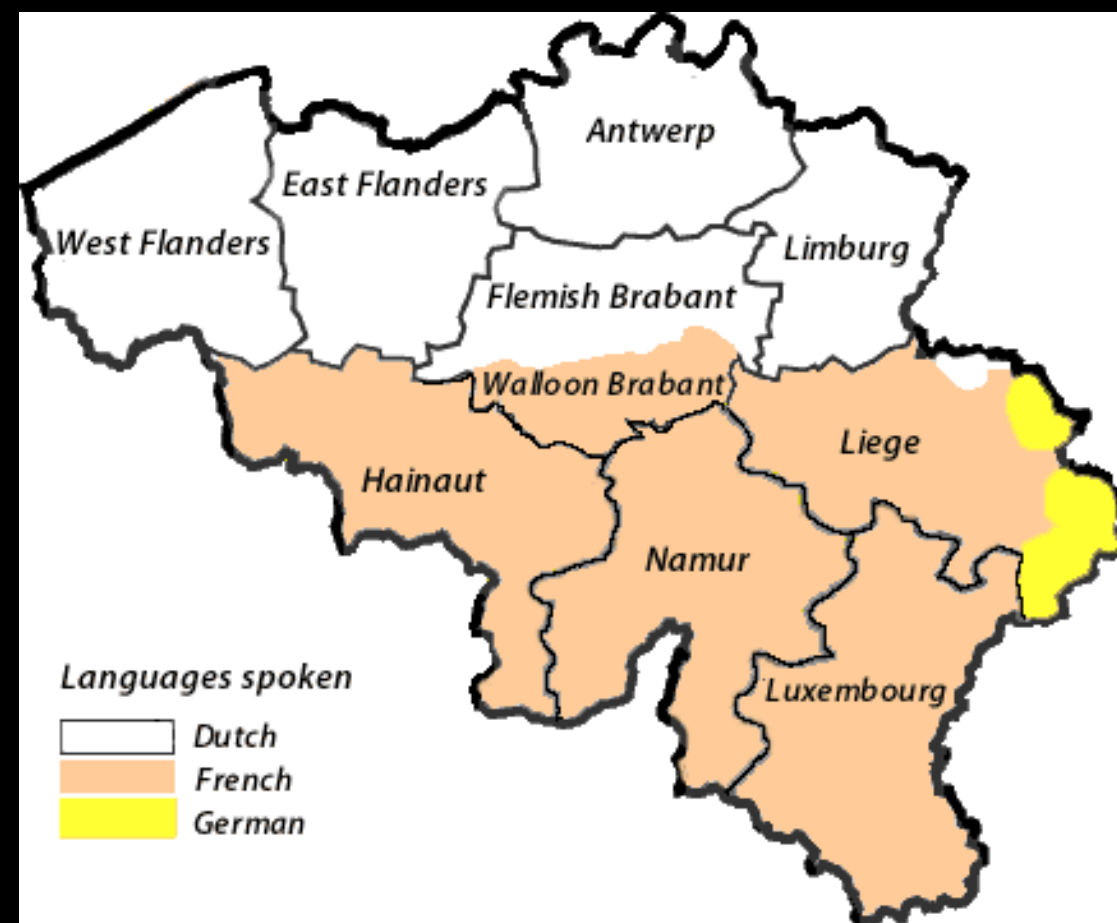 Antwerp
East Flanders
West Flanders
Limburg
Flemish Brabant
Walloon Brabant
Liege
Hainaut
Namur
Luxembourg
Languages spoken
Dutch
French
German